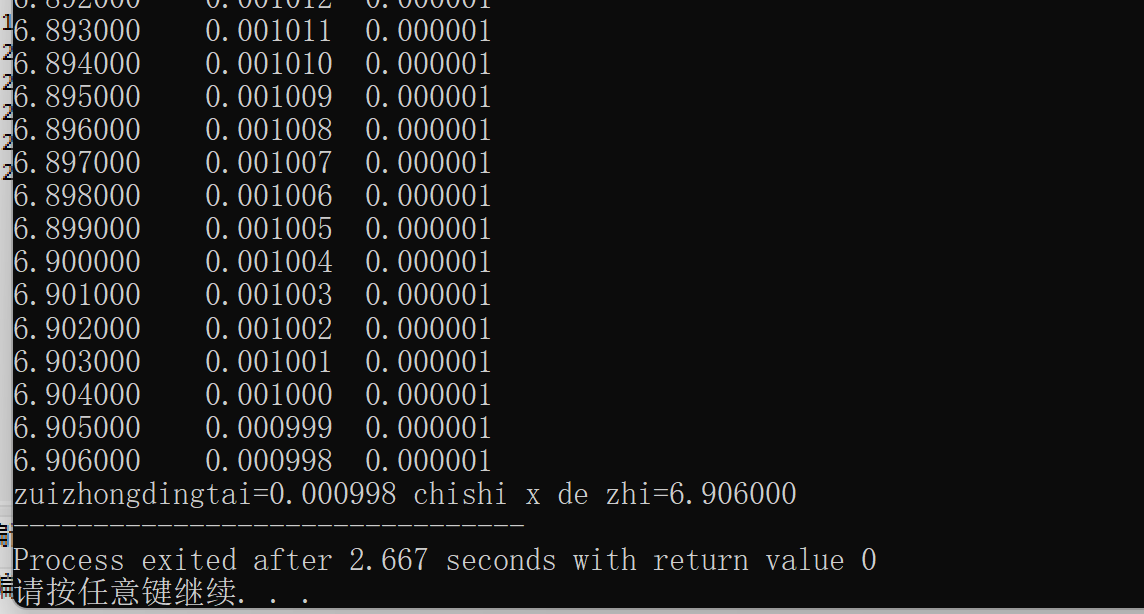 6.892000    0.001012  0.000001
6.893000    0.001011  0.000001
6.894000    0.001010  0.000001
6.895000    0.001009  0.000001
6.896000    0.001008  0.000001
6.897000    0.001007  0.000001
6.898000    0.001006  0.000001
6.899000    0.001005  0.000001
6.900000    0.001004  0.000001
6.901000    0.001003  0.000001
6.902000    0.001002  0.000001
6.903000    0.001001  0.000001
6.904000    0.001000  0.000001
6.905000    0.000999  0.000001
6.906000    0.000998  0.000001
zuizhongdingtai=0.000998 chishi x de zhi=6.906000
--------------------------------
Process exited after 2.667 seconds with return value 0
请按任意键继续. . .